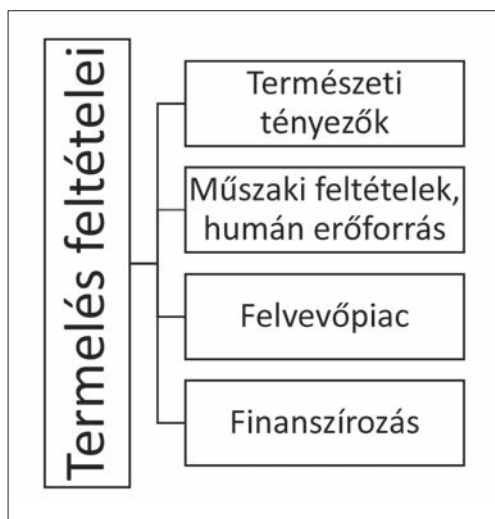 Termelés feltételei
Természeti
tényezők
Műszaki feltételek,
humán erőforrás
Felvevőpiac
Finanszírozás